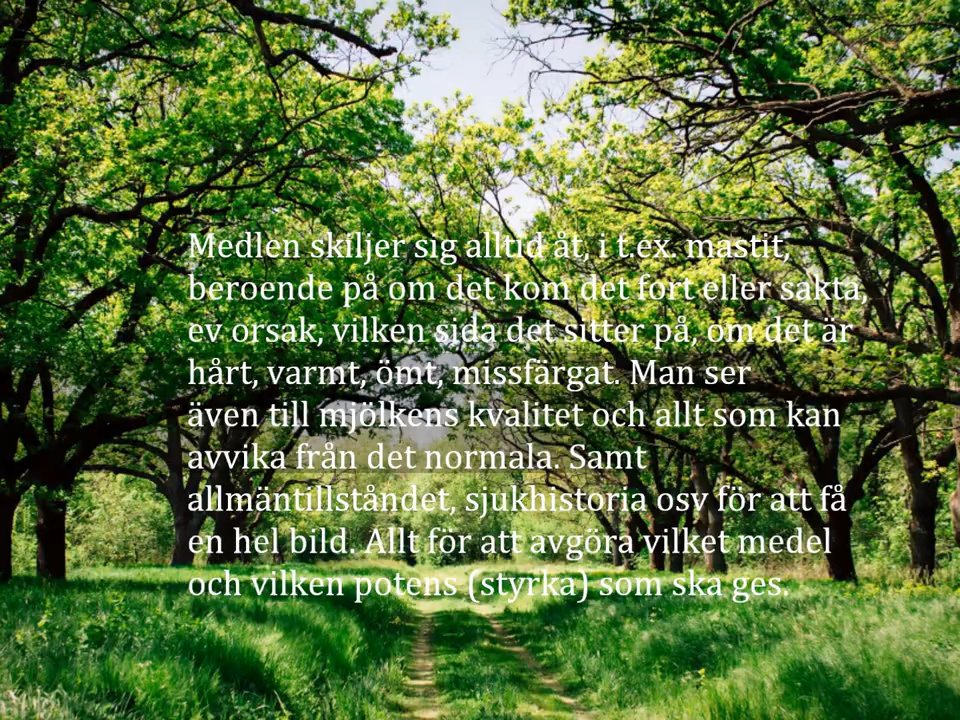 Medlen skiljer sig alltid åt, i t.ex. mastit,
beroende på om det kom det fort eller sakta,
ev orsak, vilken sida det sitter på, om det är
hårt, varmt, ömt, missfärgat. Man ser
även till mjölkens kvalitet och allt som kan
avvika från det normala. Samt
allmäntillståndet, sjukhistoria osv för att få
en hel bild. Allt för att avgöra vilket medel
och vilken potens (styrka) som ska ges.